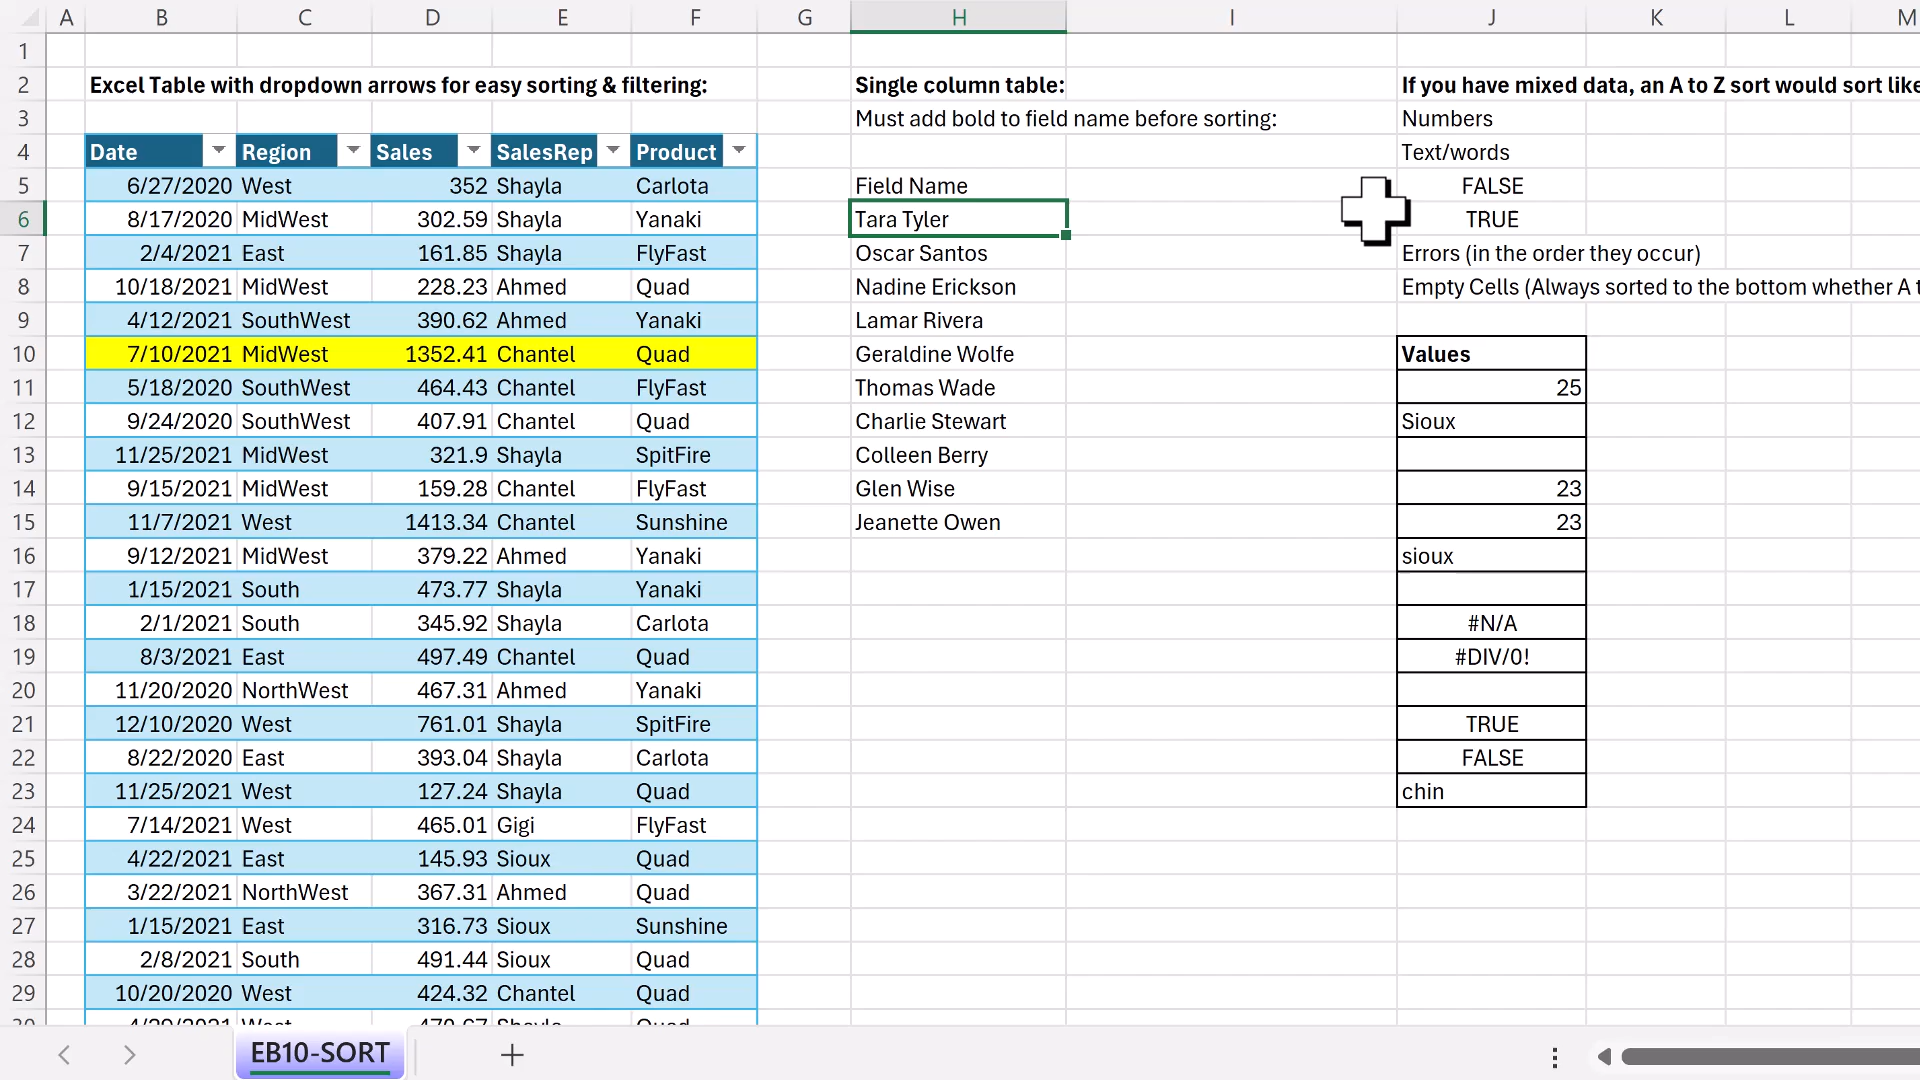 A B C D E F G H I J K L M
1
2 Excel Table with dropdown arrows for easy sorting & filtering: Single column table: If you have mixed data, an A to Z sort would sort like
3 Must add bold to field name before sorting: Numbers
4 Date Region Sales SalesRep Product Text/words
5 6/27/2020 West 352 Shayla Carlota Field Name FALSE
6 8/17/2020 MidWest 302.59 Shayla Yanaki Tara Tyler TRUE
7 2/4/2021 East 161.85 Shayla FlyFast Oscar Santos Errors (in the order they occur)
8 10/18/2021 MidWest 228.23 Ahmed Quad Nadine Erickson Empty Cells (Always sorted to the bottom whether A t
9 4/12/2021 SouthWest 390.62 Ahmed Yanaki Lamar Rivera
10 7/10/2021 MidWest 1352.41 Chantel Quad Geraldine Wolfe Values
11 5/18/2020 SouthWest 464.43 Chantel FlyFast Thomas Wade 25
12 9/24/2020 SouthWest 407.91 Chantel Quad Charlie Stewart Sioux
13 11/25/2021 MidWest 321.9 Shayla SpitFire Colleen Berry
14 9/15/2021 MidWest 159.28 Chantel FlyFast Glen Wise 23
15 11/7/2021 West 1413.34 Chantel Sunshine Jeanette Owen 23
16 9/12/2021 MidWest 379.22 Ahmed Yanaki sioux
17 1/15/2021 South 473.77 Shayla Yanaki
18 2/1/2021 South 345.92 Shayla Carlota #N/A
19 8/3/2021 East 497.49 Chantel Quad #DIV/0!
20 11/20/2020 NorthWest 467.31 Ahmed Yanaki
21 12/10/2020 West 761.01 Shayla SpitFire TRUE
22 8/22/2020 East 393.04 Shayla Carlota FALSE
23 11/25/2021 West 127.24 Shayla Quad chin
24 7/14/2021 West 465.01 Gigi FlyFast
25 4/22/2021 East 145.93 Sioux Quad
26 3/22/2021 NorthWest 367.31 Ahmed Quad
27 1/15/2021 East 316.73 Sioux Sunshine
28 2/8/2021 South 491.44 Sioux Quad
29 10/20/2020 West 424.32 Chantel Quad
30 4/29/2021 West 470.67 Shayla Quad
EB10-SORT